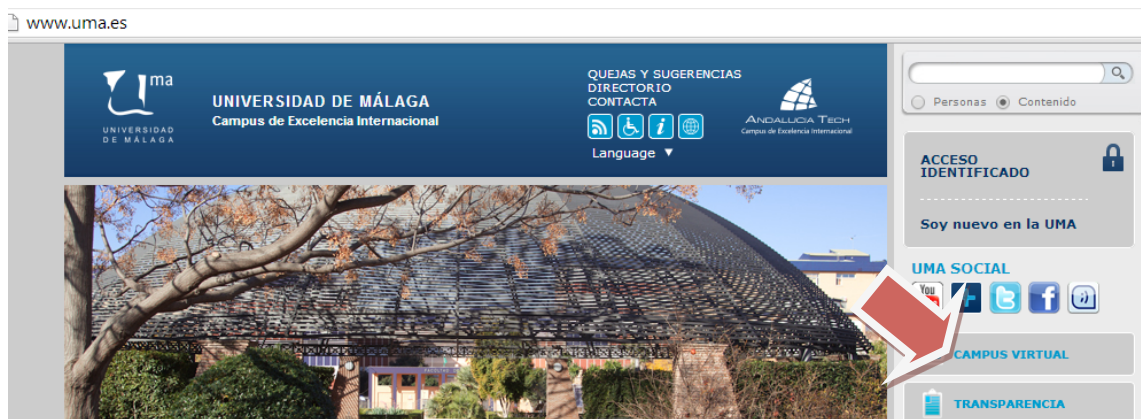 www.uma.es
uma
UNIVERSIDAD
DE MÁLAGA
UNIVERSIDAD DE MÁLAGA
Campus de Excelencia Internacional
QUEJAS Y SUGERENCIAS
DIRECTORIO
CONTACTA
Language ▼
ANDALUCIA TECH
Campus de Excelencia Internacional
Personas
Contenido
ACCESO
IDENTIFICADO
Soy nuevo en la UMA
UMA SOCIAL
You
CAMPUS VIRTUAL
TRANSPARENCIA